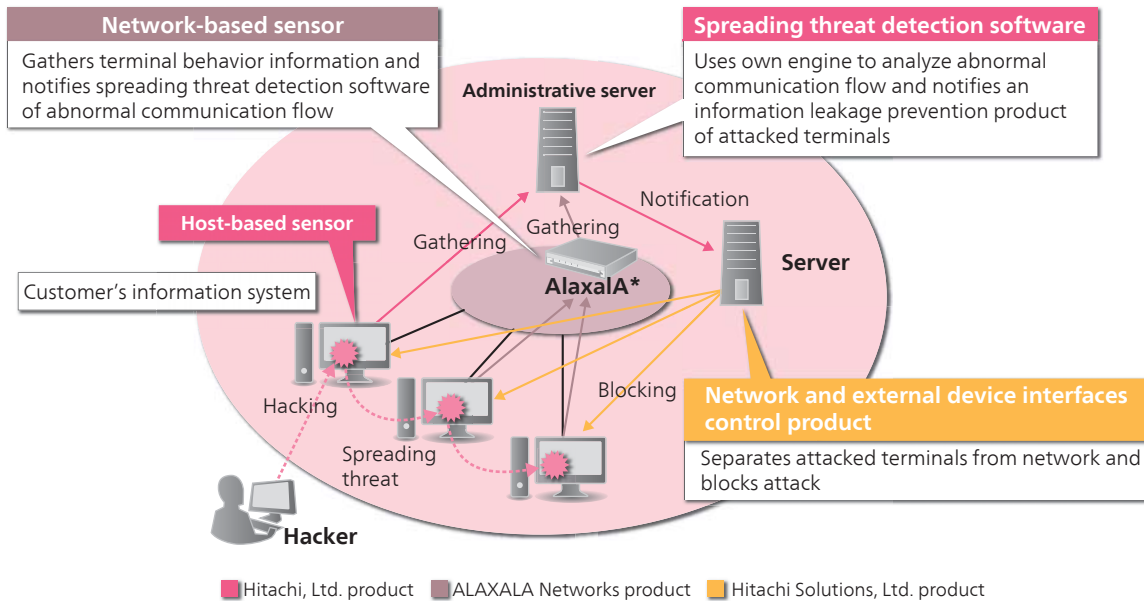 Network-based sensor
Gathers terminal behavior information and
notifies spreading threat detection software
of abnormal communication flow
Spreading threat detection software
Uses own engine to analyze abnormal
communication flow and notifies an
information leakage prevention product
of attacked terminals
Administrative server
Notification
Host-based sensor
Gathering
Gathering
Server
AlaxalA*
Customer’s information system
Hacking
Blocking
Spreading
threat
Network and external device interfaces
control product
Separates attacked terminals from network and
blocks attack
Hacker
Hitachi, Ltd. product
ALAXALA Networks product
Hitachi Solutions, Ltd. product